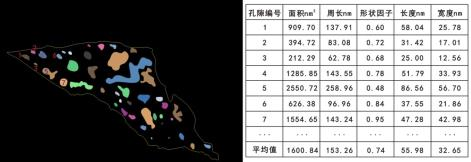 孔隙编号 面积nm² 周长nm 形状因子 长度nm 宽度nm
1 909.70 137.91 0.60 58.04 25.78
2 394.72 83.08 0.72 31.42 17.01
3 212.29 62.78 0.68 25.00 12.56
4 1285.85 143.55 0.78 51.79 33.93
5 2550.72 258.96 0.48 86.56 56.70
6 626.38 96.96 0.84 37.55 21.86
7 1554.65 143.24 0.95 47.28 42.98
... ... ... ... ... ...
平均值 1600.84 153.26 0.74 55.98 32.65